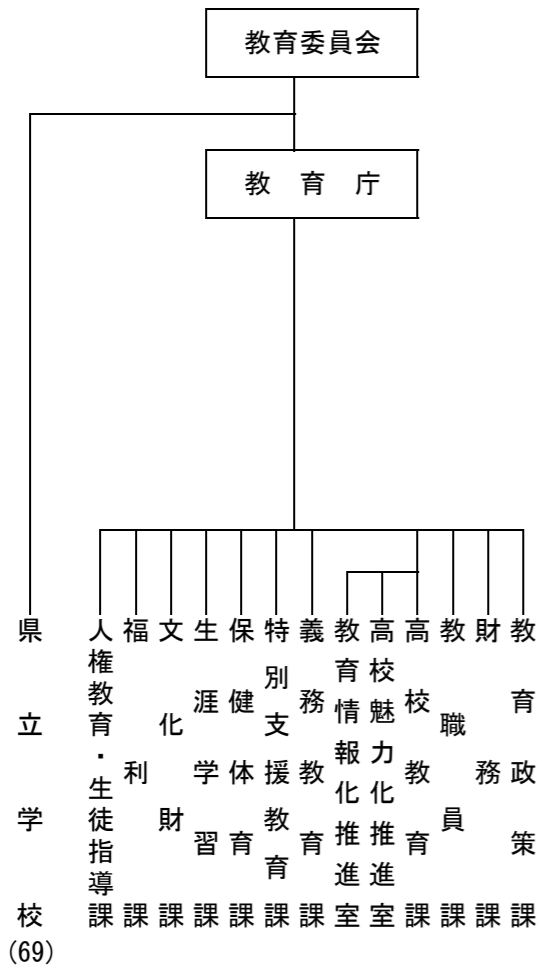 教育委員会
教育庁
教育政策課
財務課
教職員課
高校教育課
高校魅力化推進室
教育情報化推進室
義務教育課
特別支援教育課
保健体育課
生涯学習課
文化財課
福利課
人権教育・生徒指導課
県立学校
(69)